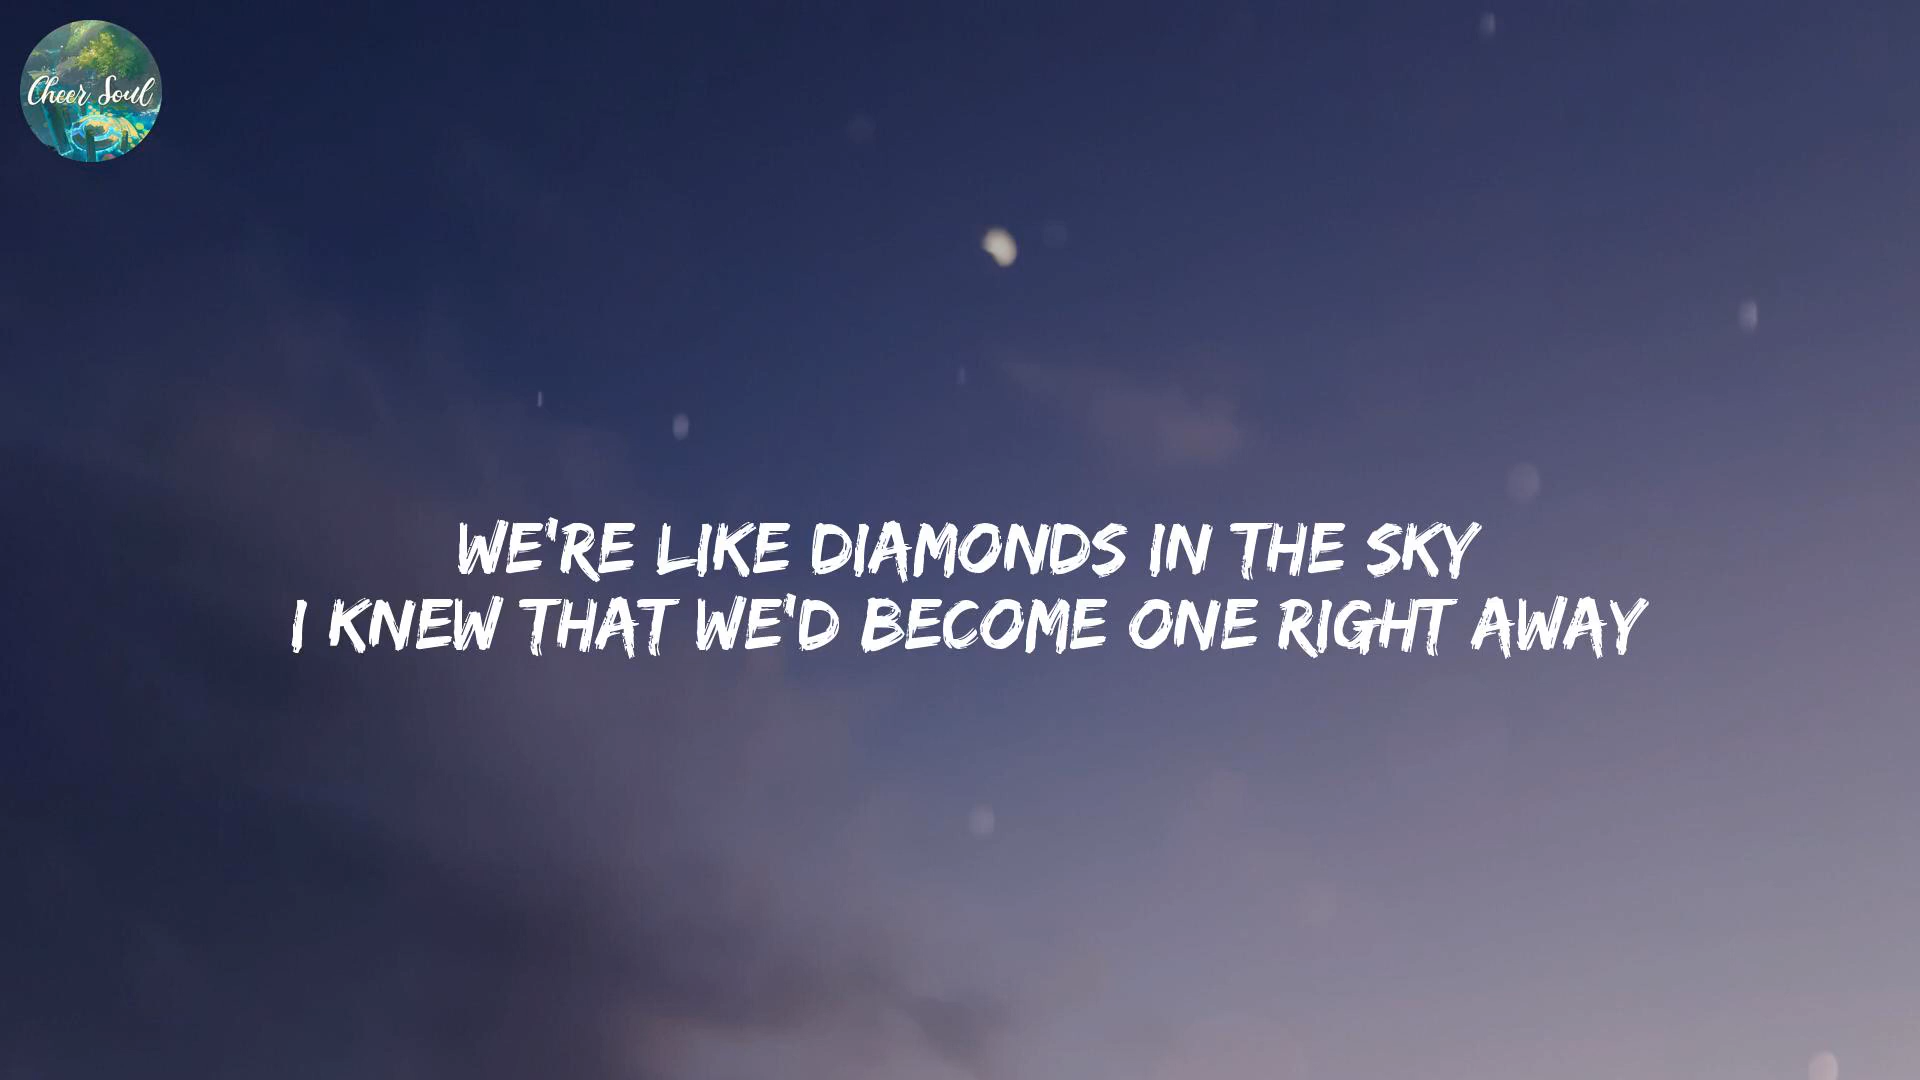 Cheer Soul
WE'RE LIKE DIAMONDS IN THE SKY
I KNEW THAT WE'D BECOME ONE RIGHT AWAY